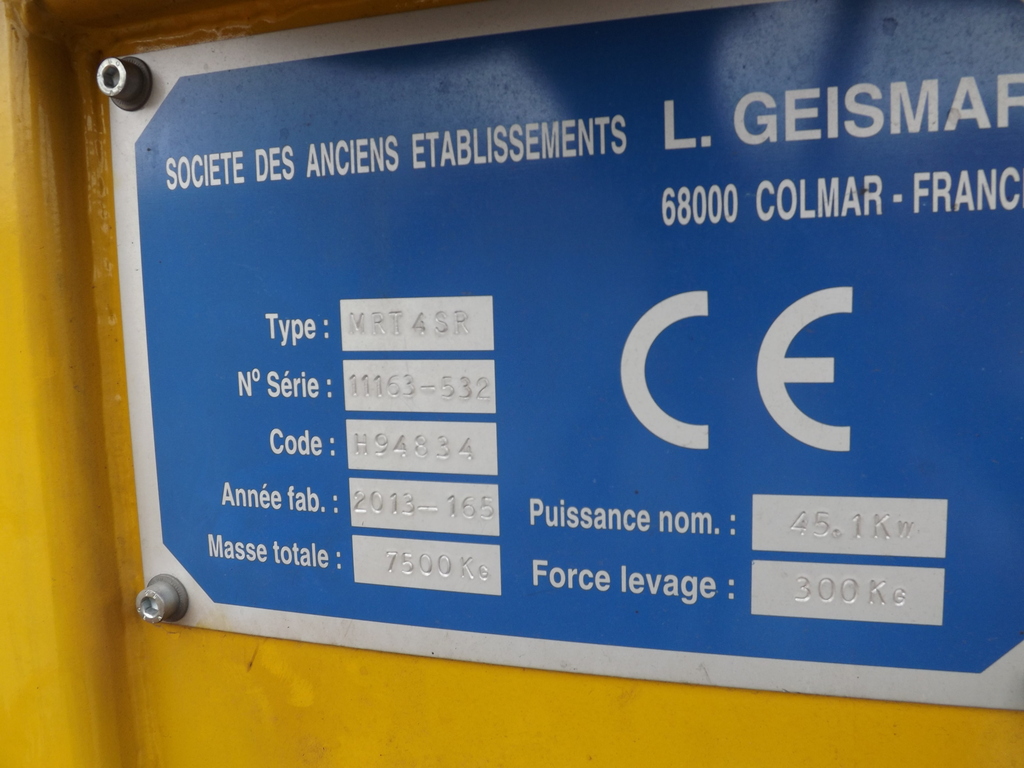 SOCIETE DES ANCIENS ETABLISSEMENTS L. GEISMAR
68000 COLMAR - FRANCE
Type : MRT4SR
N° Série : 11163-532
Code : H94834
Année fab. : 2013-165
Masse totale : 7500Kg
CE
Puissance nom. : 45.1Kw
Force levage : 300Kg